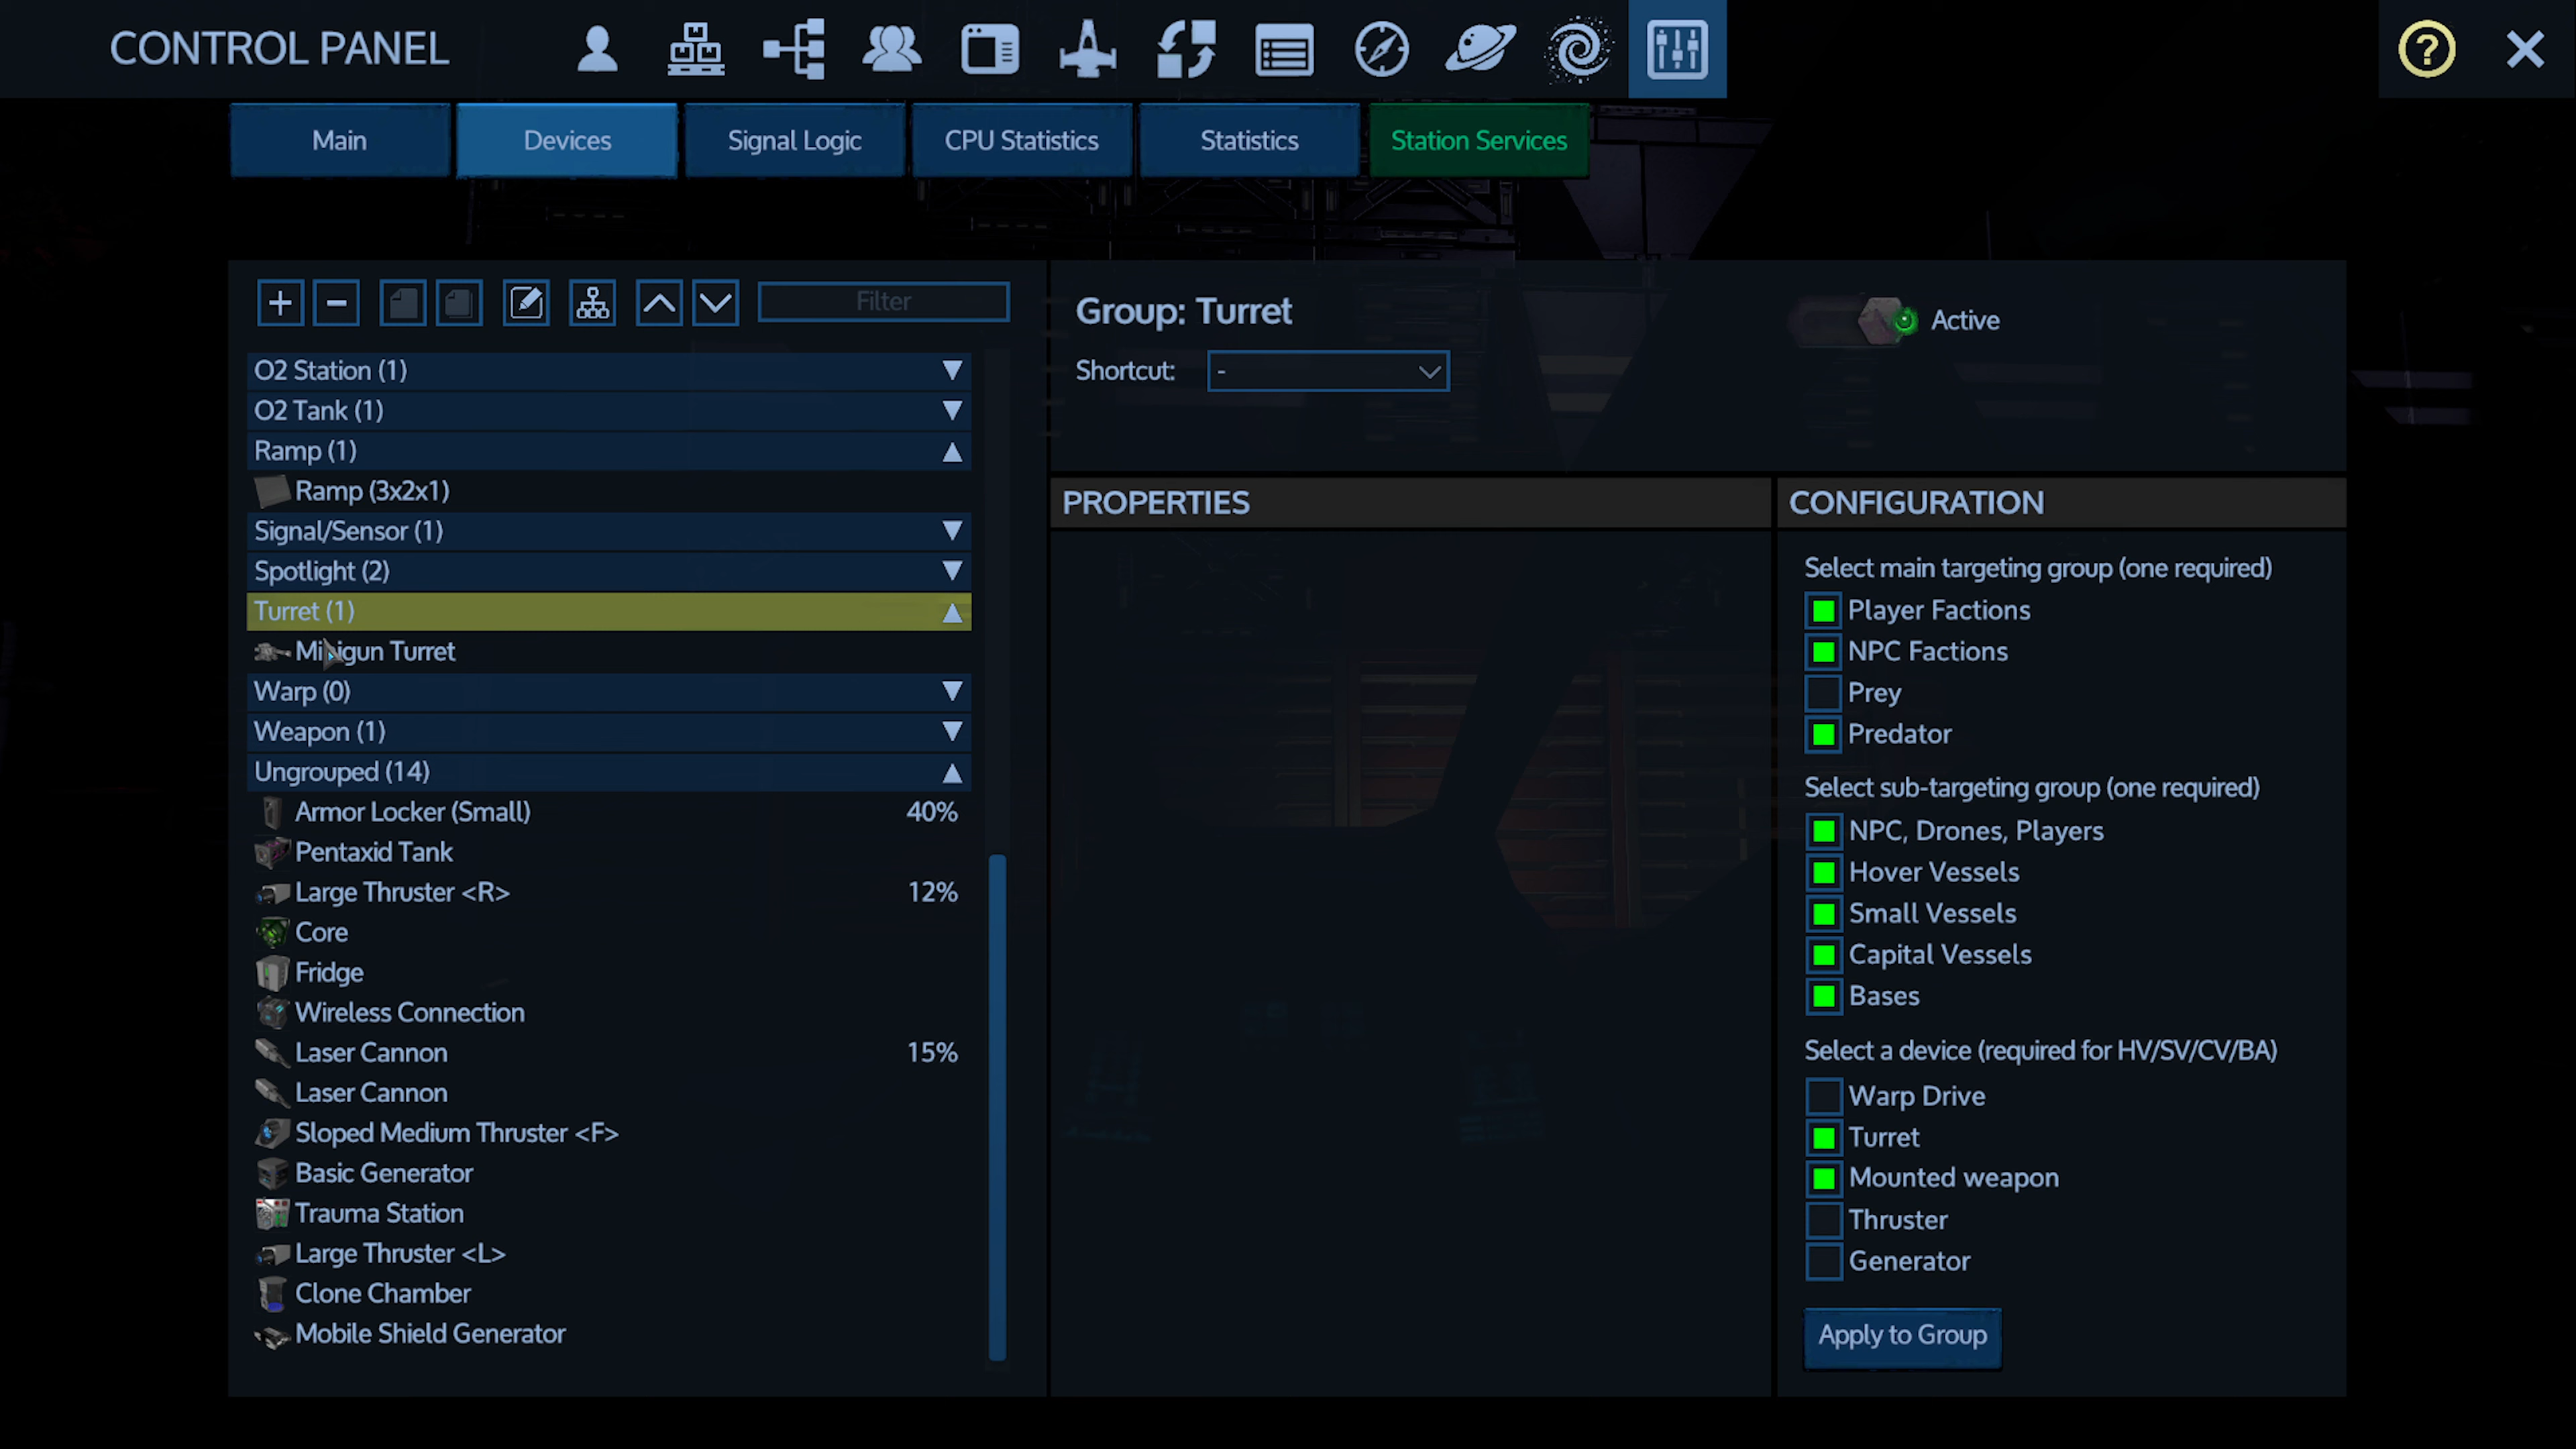 CONTROL PANEL
?
Main
Devices
Signal Logic
CPU Statistics
Statistics
Station Services
Filter
O2 Station (1)
O2 Tank (1)
Ramp (1)
Ramp (3x2x1)
Signal/Sensor (1)
Spotlight (2)
Turret (1)
Minigun Turret
Warp (0)
Weapon (1)
Ungrouped (14)
Armor Locker (Small) 40%
Pentaxid Tank
Large Thruster <R> 12%
Core
Fridge
Wireless Connection
Laser Cannon 15%
Laser Cannon
Sloped Medium Thruster <F>
Basic Generator
Trauma Station
Large Thruster <L>
Clone Chamber
Mobile Shield Generator
Group: Turret
Active
Shortcut: -
PROPERTIES
CONFIGURATION
Select main targeting group (one required)
Player Factions
NPC Factions
Prey
Predator
Select sub-targeting group (one required)
NPC, Drones, Players
Hover Vessels
Small Vessels
Capital Vessels
Bases
Select a device (required for HV/SV/CV/BA)
Warp Drive
Turret
Mounted weapon
Thruster
Generator
Apply to Group